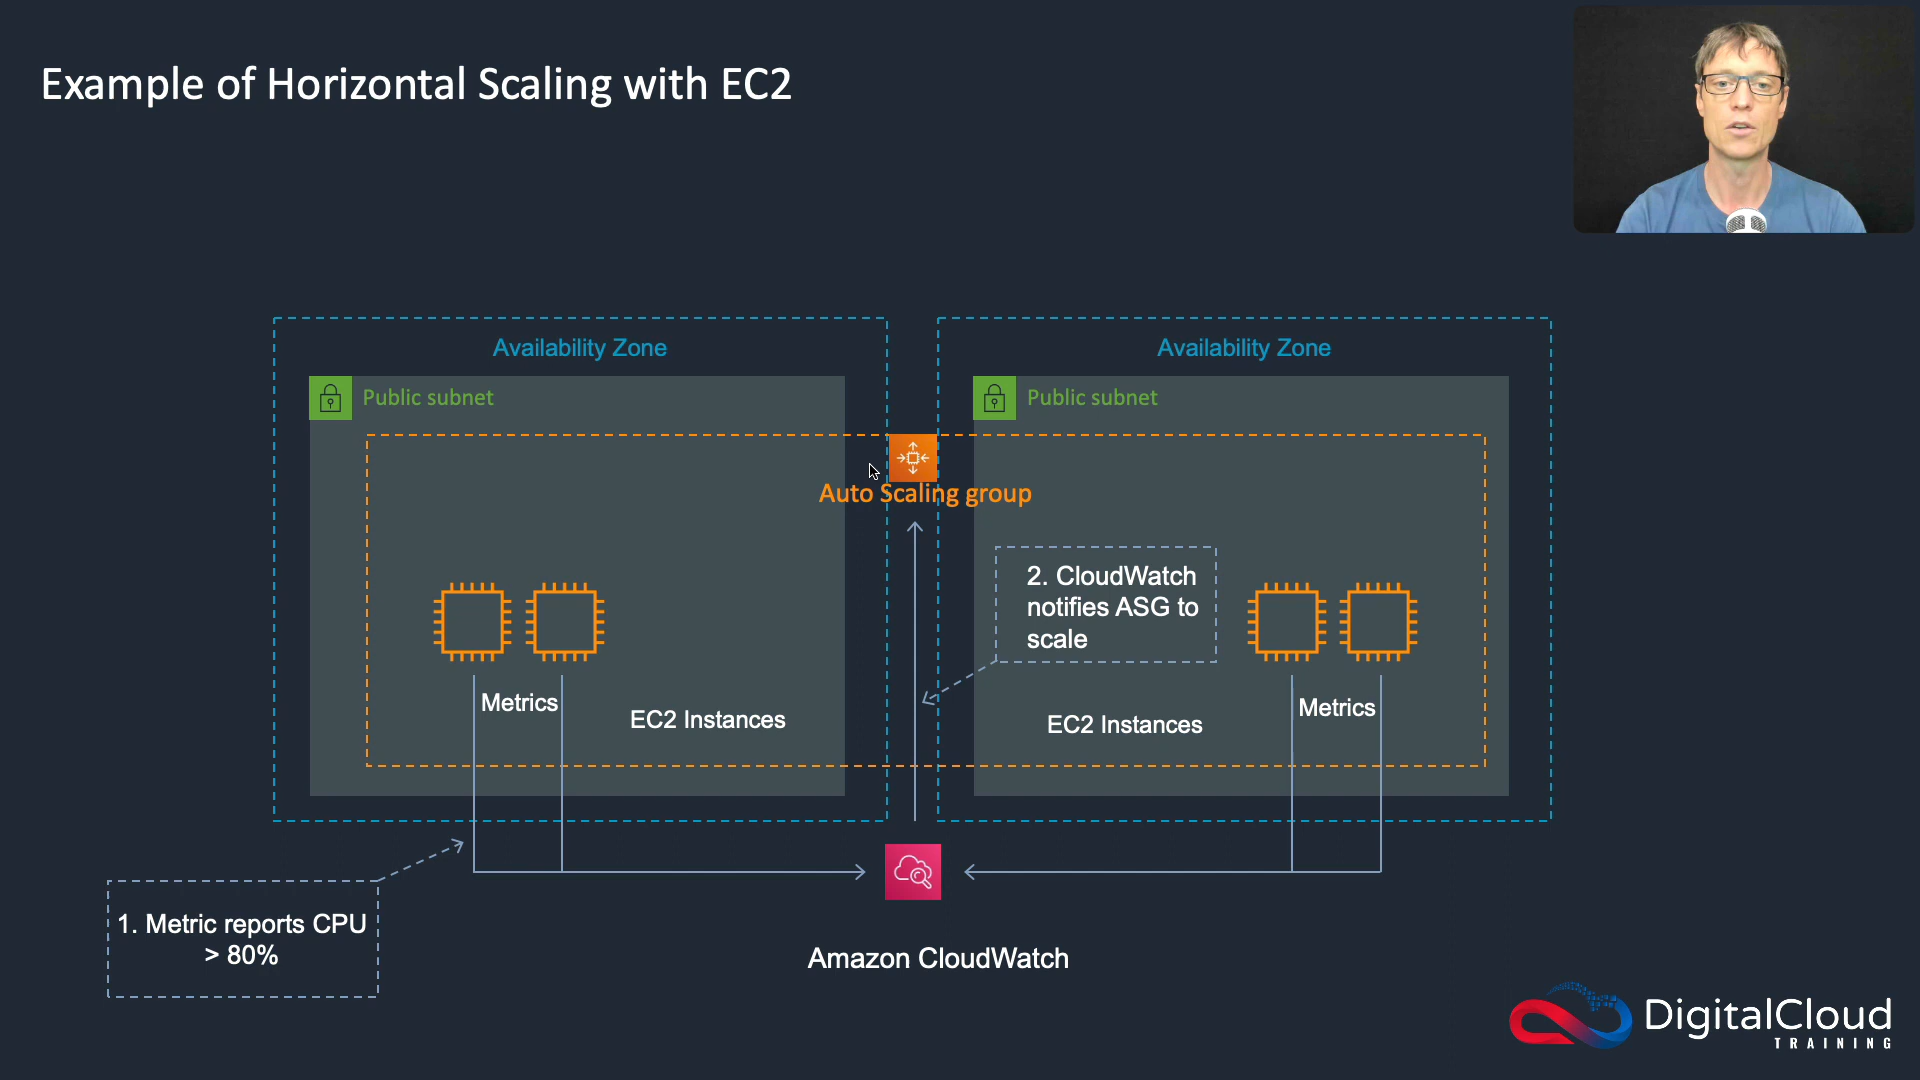 Example of Horizontal Scaling with EC2
Availability Zone
Availability Zone
Public subnet
Public subnet
Auto Scaling group
2. CloudWatch
notifies ASG to
scale
Metrics
EC2 Instances
EC2 Instances
Metrics
1. Metric reports CPU
> 80%
Amazon CloudWatch
DigitalCloud
TRAINING